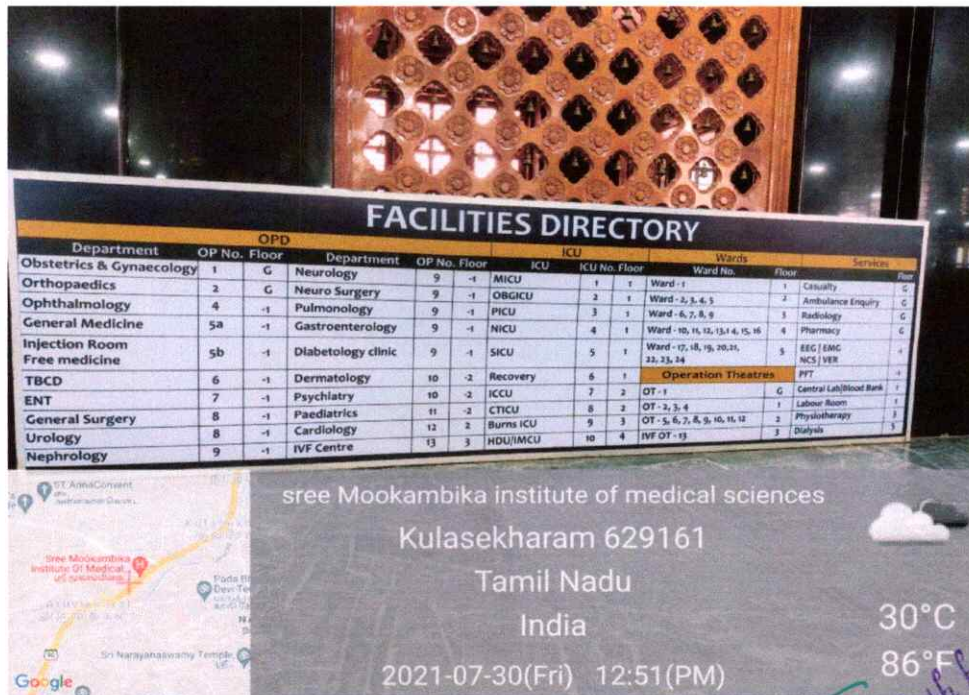 FACILITIES DIRECTORY
OPD ICU Wards Services
Department OP No. Floor Department OP No. Floor ICU ICU No. Floor Ward No. Floor Floor
Obstetrics & Gynaecology 1 G Neurology 9 -1 MICU 1 1 Ward - 1 1 Casualty G
Orthopaedics 2 G Neuro Surgery 9 -1 OBGICU 2 1 Ward - 2, 3, 4, 5 2 Ambulance Enquiry G
Ophthalmology 4 -1 Pulmonology 9 -1 PICU 3 1 Ward - 6, 7, 8, 9 3 Radiology G
General Medicine 5a -1 Gastroenterology 9 -1 NICU 4 1 Ward - 10, 11, 12, 13,14, 15, 16 4 Pharmacy G
Injection Room
Free medicine 5b -1 Diabetology clinic 9 -1 SICU 5 1 Ward - 17, 18, 19, 20,21,
22, 23, 24 5 EEG | EMG
NCS | VER
TBCD 6 -1 Dermatology 10 -2 Recovery 6 1 Operation Theatres PFT
ENT 7 -1 Psychiatry 10 -2 ICCU 7 2 OT - 1 G Central Lab/Blood Bank 1
General Surgery 8 -1 Paediatrics 11 -2 CTICU 8 2 OT - 2, 3, 4 1 Labour Room 1
Urology 8 -1 Cardiology 12 2 Burns ICU 9 3 OT - 5, 6, 7, 8, 9, 10, 11, 12 2 Physiotherapy 3
Nephrology 9 -1 IVF Centre 13 3 HDU/IMCU 10 4 IVF OT - 13 3 Dialysis 3
ST. AnnaConvent
sree Mookambika
Institute Of Medical
Sri Narayanaswamy Temple
Google
sree Mookambika institute of medical sciences
Kulasekharam 629161
Tamil Nadu
India
2021-07-30(Fri) 12:51(PM)
30°C
86°F